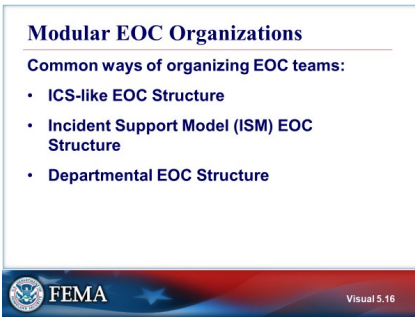 Modular EOC Organizations
Common ways of organizing EOC teams:
• ICS-like EOC Structure
• Incident Support Model (ISM) EOC
Structure
• Departmental EOC Structure
FEMA
Visual 5.16